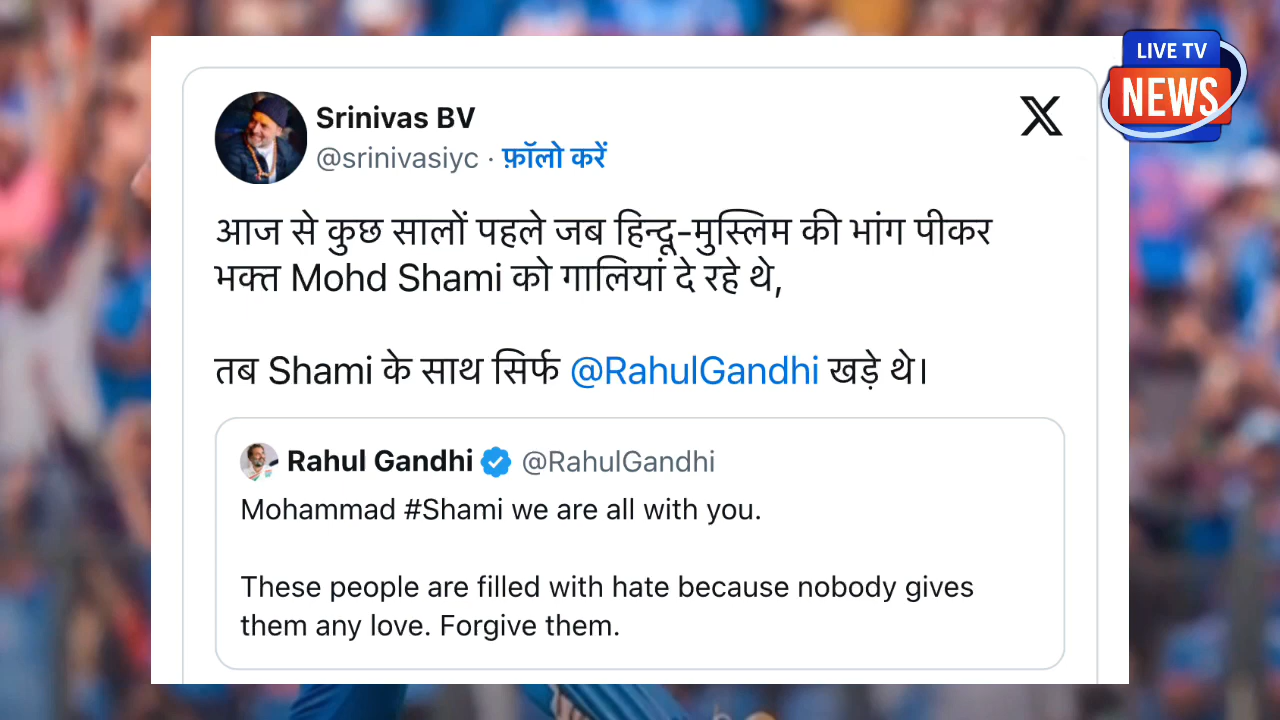 LIVE TV
NEWS
Srinivas BV
@srinivasiyc · फ़ॉलो करें
आज से कुछ सालों पहले जब हिन्दू-मुस्लिम की भांग पीकर
भक्त Mohd Shami को गालियां दे रहे थे,
तब Shami के साथ सिर्फ @RahulGandhi खड़े थे।
Rahul Gandhi @RahulGandhi
Mohammad #Shami we are all with you.
These people are filled with hate because nobody gives
them any love. Forgive them.